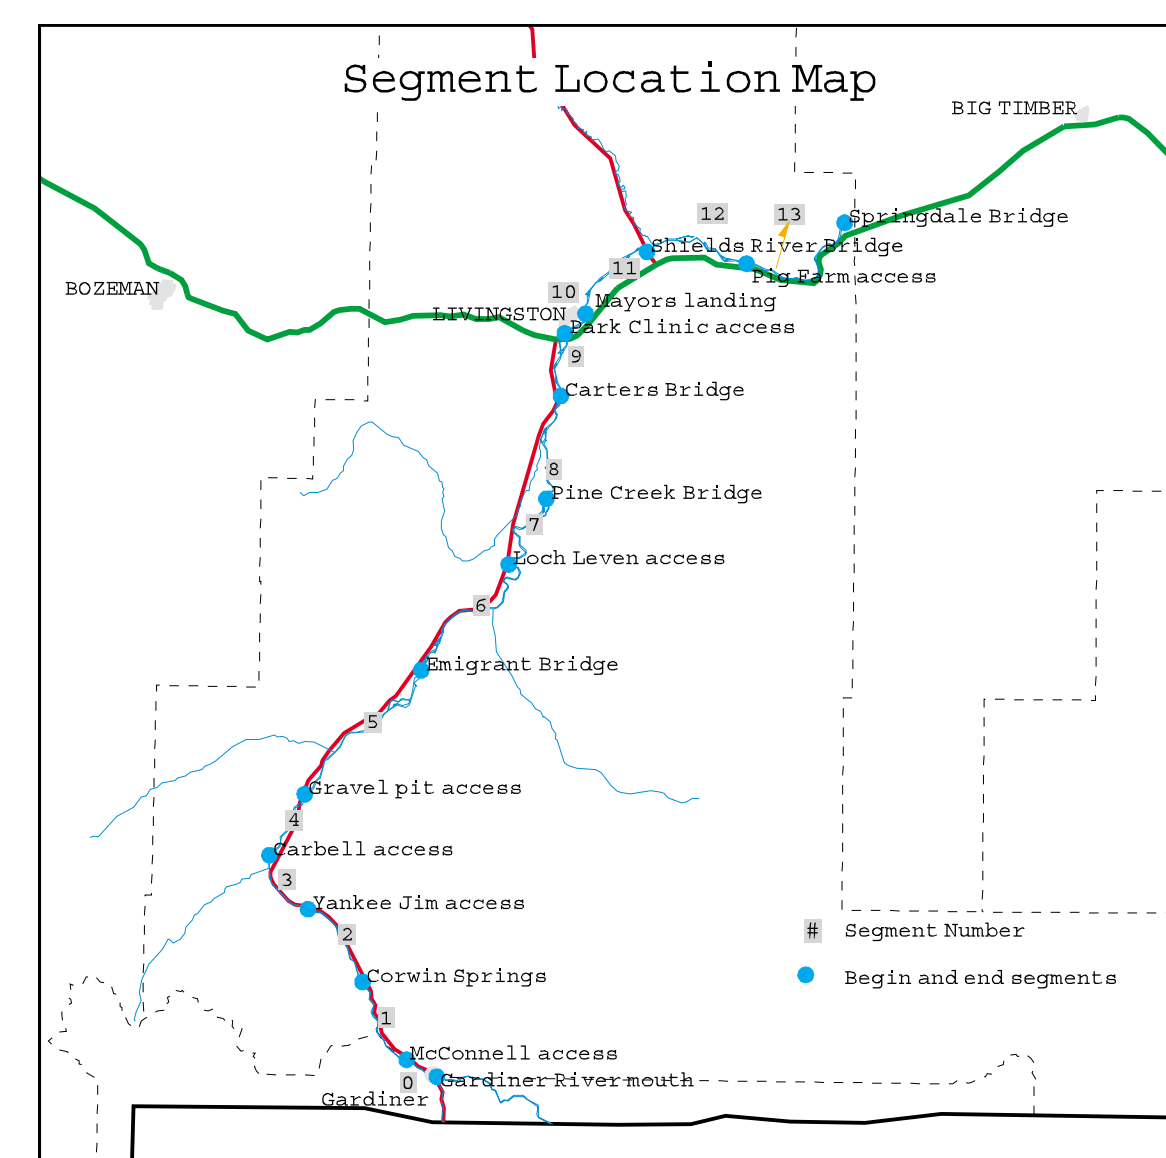 Segment Location Map
BIG TIMBER
12
13
Springdale Bridge
Shields River Bridge
11
Pig Farm access
BOZEMAN
10
Mayors landing
LIVINGSTON
Park Clinic access
9
Carters Bridge
8
Pine Creek Bridge
7
Loch Leven access
6
Emigrant Bridge
5
Gravel pit access
4
Carbell access
3
Yankee Jim access
2
# Segment Number
Corwin Springs
Begin and end segments
1
McConnell access
0
Gardiner River mouth
Gardiner